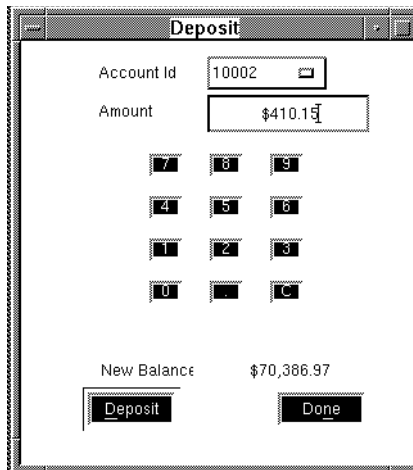 Deposit
Account Id 10002
Amount $410.15
7 8 9
4 5 6
1 2 3
0 . C
New Balance $70,386.97
Deposit Done